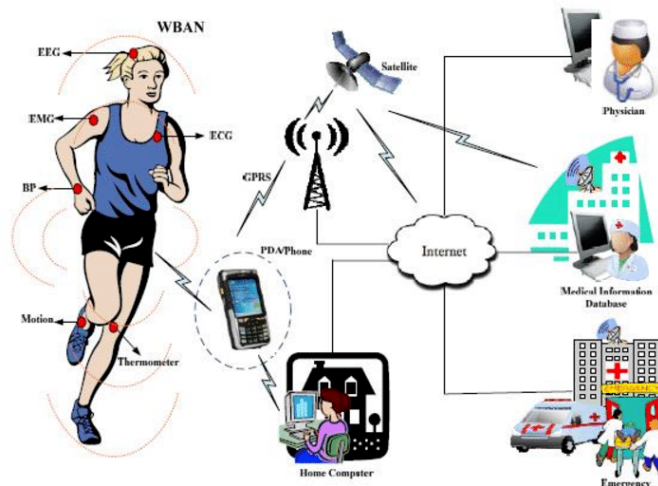 WBAN
EEG
EMG
ECG
BP
Motion
Thermometer
Satellite
GPRS
PDA/Phone
Internet
Home Computer
Physician
Medical Information
Database
EMERGENCY
Emergency